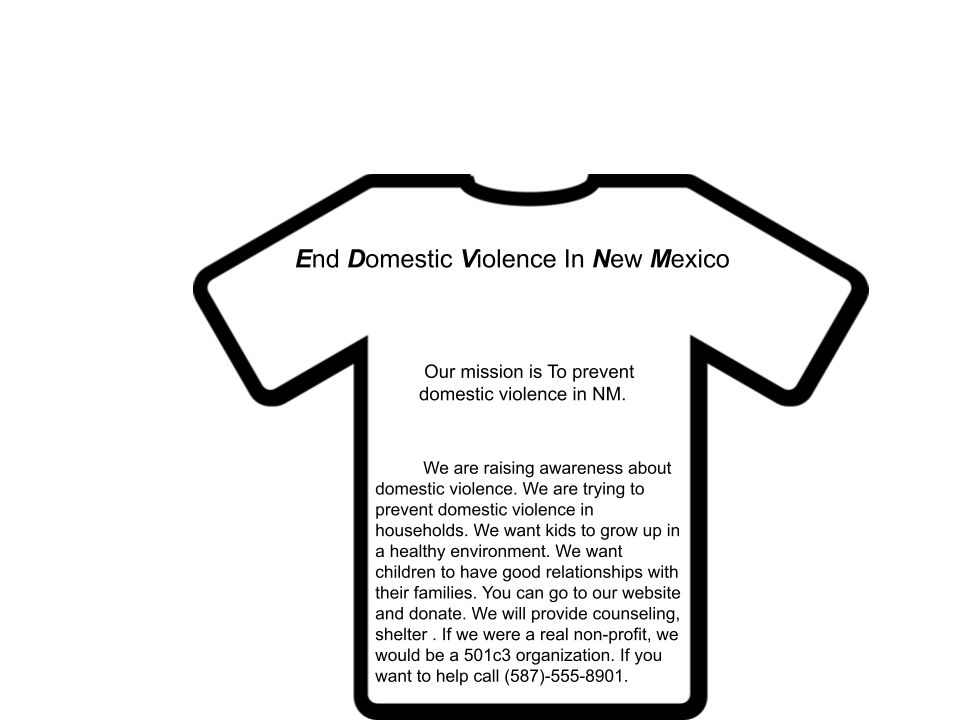 End Domestic Violence In New Mexico
Our mission is To prevent
domestic violence in NM.
We are raising awareness about
domestic violence. We are trying to
prevent domestic violence in
households. We want kids to grow up in
a healthy environment. We want
children to have good relationships with
their families. You can go to our website
and donate. We will provide counseling,
shelter . If we were a real non-profit, we
would be a 501c3 organization. If you
want to help call (587)-555-8901.